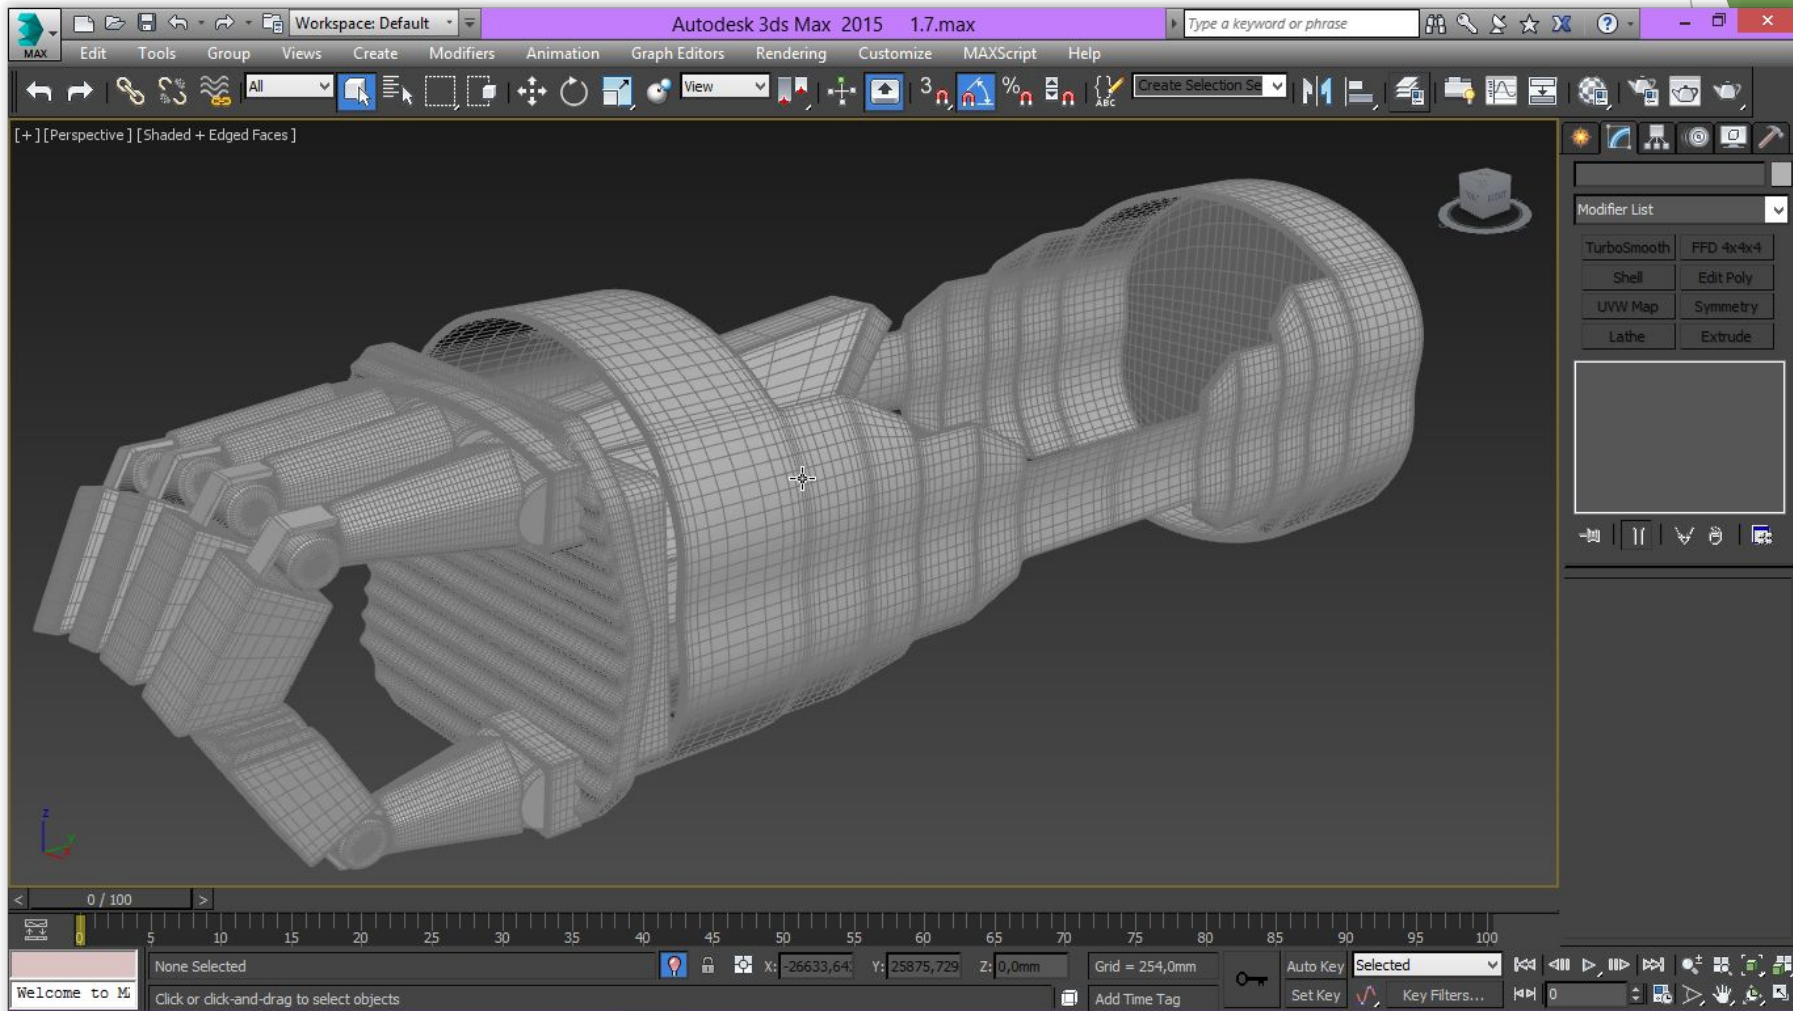 Workspace: Default
Autodesk 3ds Max 2015 1.7.max
Type a keyword or phrase
MAX
Edit Tools Group Views Create Modifiers Animation Graph Editors Rendering Customize MAXScript Help
All
View
3
%
ABC
Create Selection Se
[+] [Perspective] [Shaded + Edged Faces]
Modifier List
TurboSmooth FFD 4x4x4
Shell Edit Poly
UVW Map Symmetry
Lathe Extrude
z
0 / 100
0 5 10 15 20 25 30 35 40 45 50 55 60 65 70 75 80 85 90 95 100
None Selected X: -26633,64 Y: 25875,729 Z: 0,0mm Grid = 254,0mm Auto Key Selected
Welcome to M Click or click-and-drag to select objects Add Time Tag Set Key Key Filters... 0